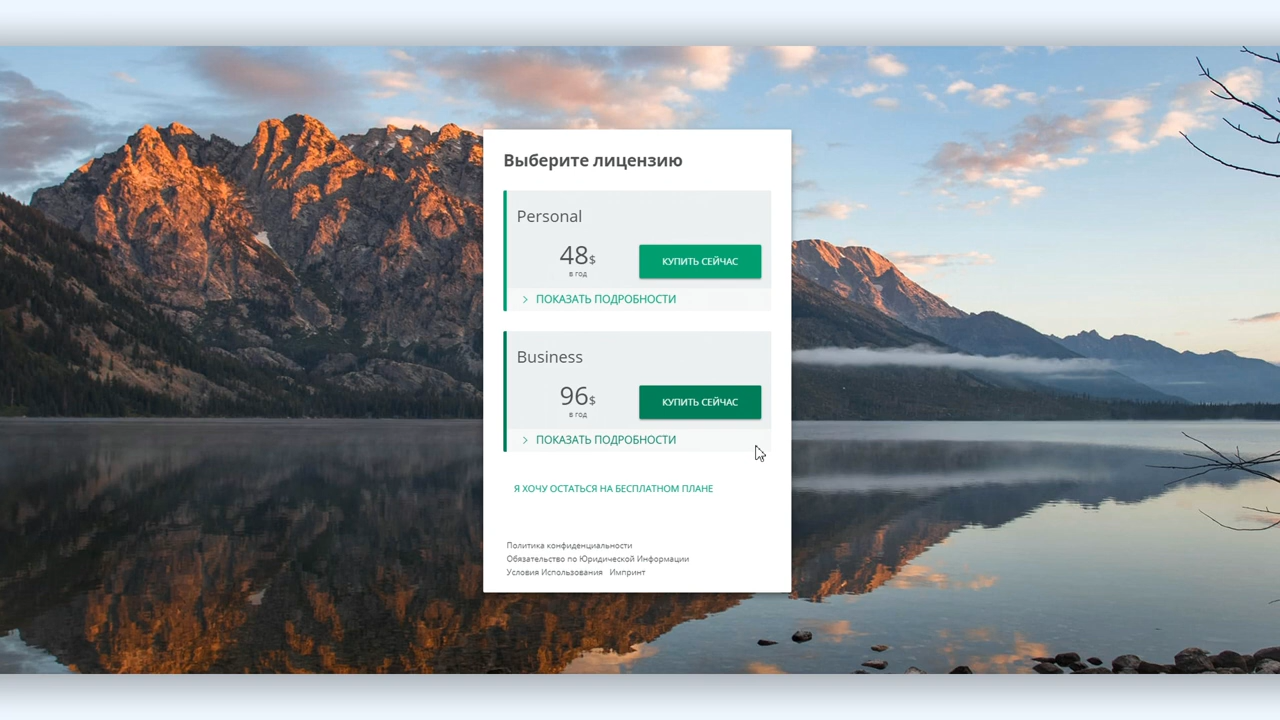 Выберите лицензию
Personal
48$
в год
КУПИТЬ СЕЙЧАС
ПОКАЗАТЬ ПОДРОБНОСТИ
Business
96$
в год
КУПИТЬ СЕЙЧАС
ПОКАЗАТЬ ПОДРОБНОСТИ
Я ХОЧУ ОСТАТЬСЯ НА БЕСПЛАТНОМ ПЛАНЕ
Политика конфиденциальности
Обязательство по Юридической Информации
Условия Использования Импринт